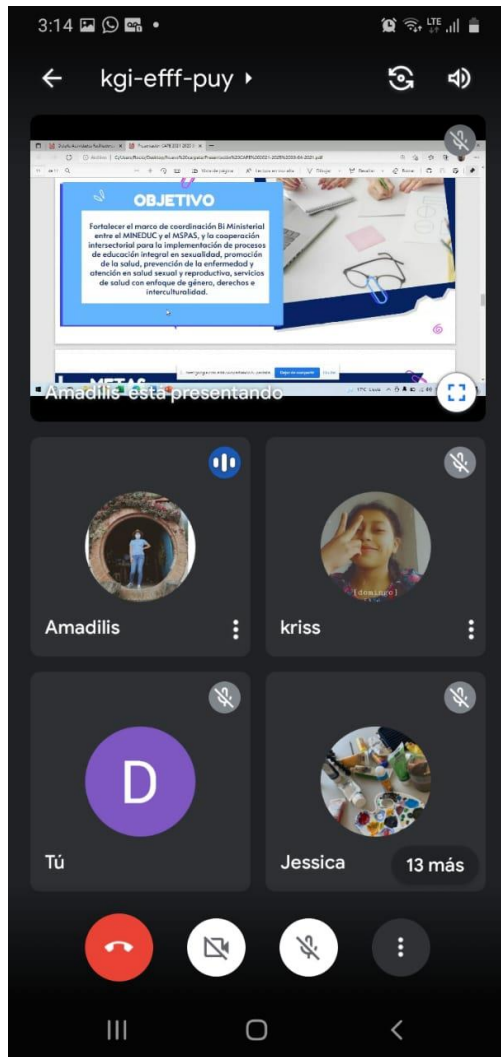 3:14
LTE
kgi-efff-puy
OBJETIVO
Fortalecer el marco de coordinación Bi Ministerial
entre el MINEDUC y el MSPAS, y la cooperación
intersectorial para la implementación de procesos
de educación integral en sexualidad, promoción
de la salud, prevención de la enfermedad y
atención en salud sexual y reproductiva, servicios
de salud con enfoque de género, derechos e
interculturalidad.
METAS
Amadilis está presentando
Amadilis
kriss
[domingo]
D
Tú
Jessica
13 más